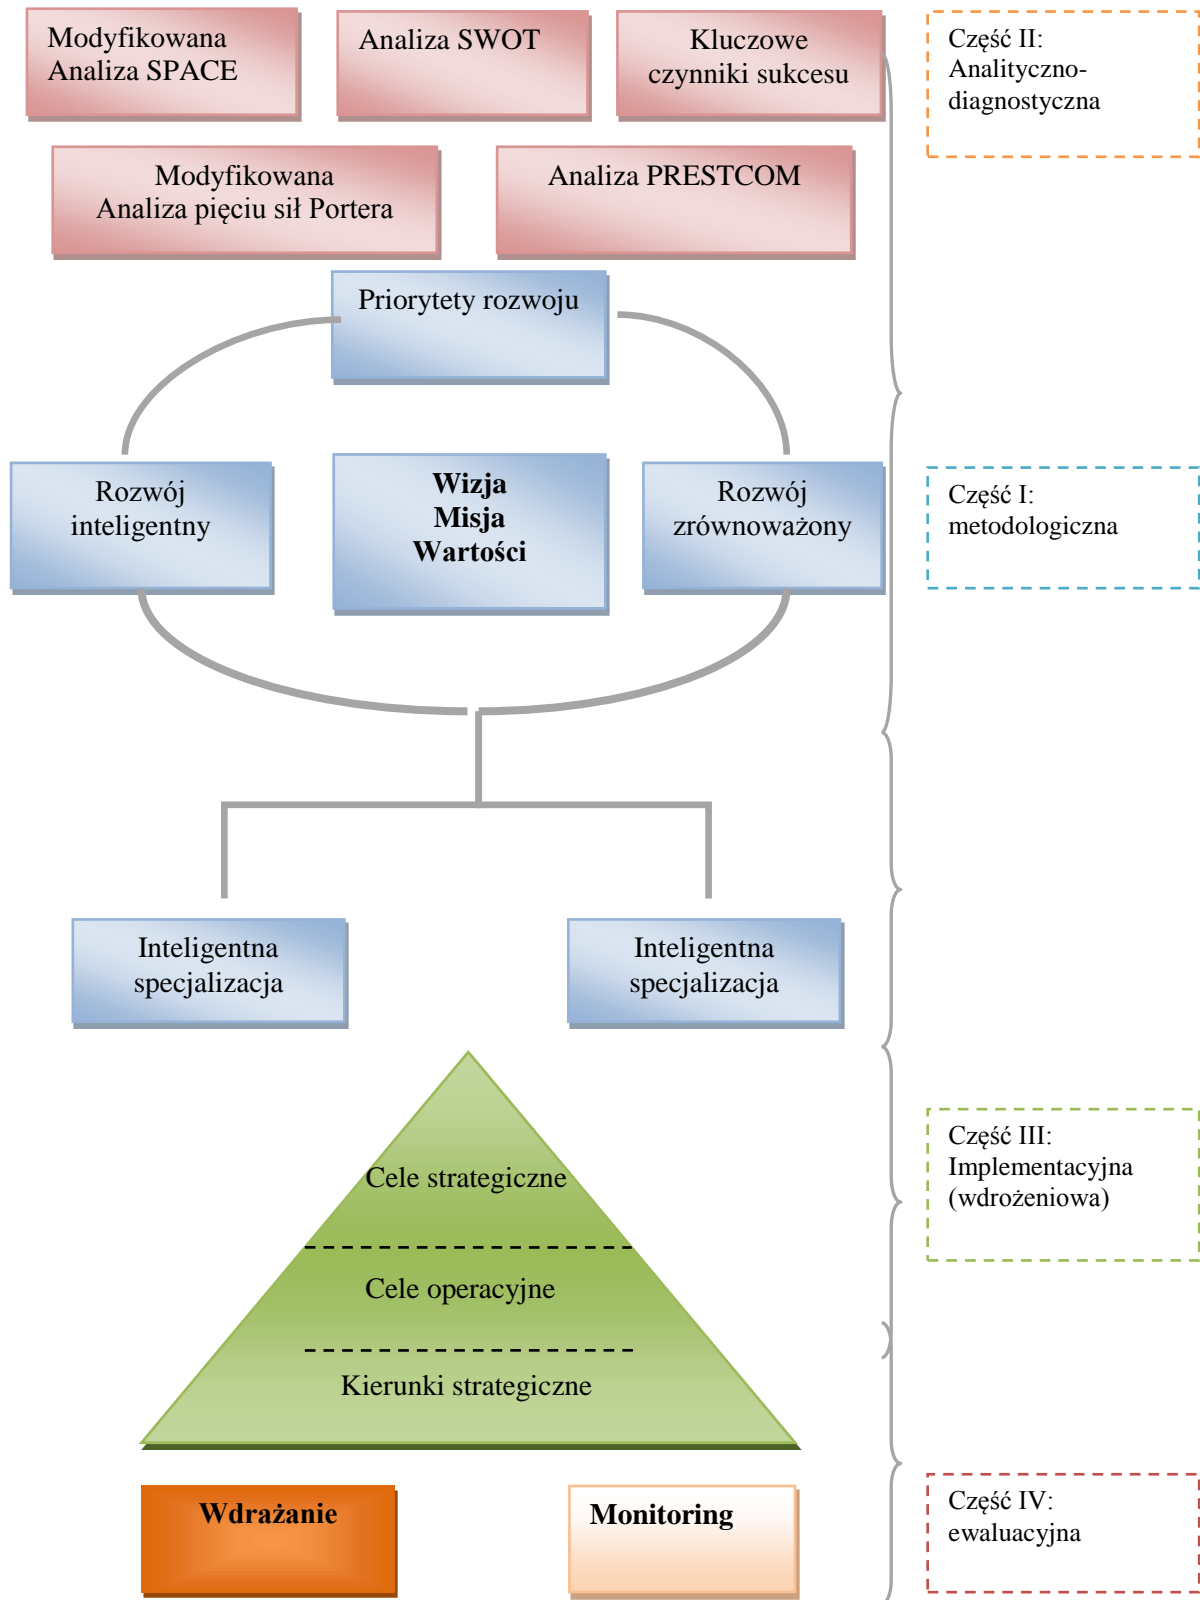 Modyfikowana
Analiza SPACE
Analiza SWOT
Kluczowe
czynniki sukcesu
Część II:
Analityczno-
diagnostyczna
Modyfikowana
Analiza pięciu sił Portera
Analiza PRESTCOM
Priorytety rozwoju
Rozwój
inteligentny
Wizja
Misja
Wartości
Rozwój
zrównoważony
Część I:
metodologiczna
Inteligentna
specjalizacja
Inteligentna
specjalizacja
Cele strategiczne
Cele operacyjne
Kierunki strategiczne
Część III:
Implementacyjna
(wdrożeniowa)
Wdrażanie
Monitoring
Część IV:
ewaluacyjna